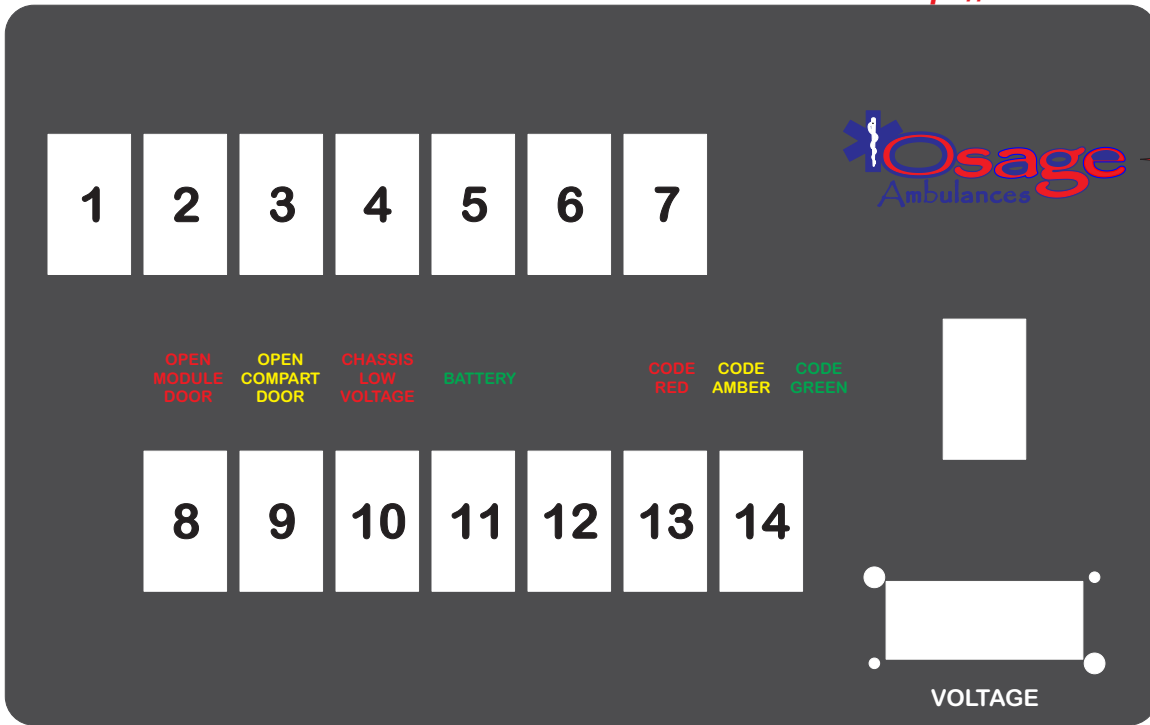 Osage
Ambulances
1 2 3 4 5 6 7
OPEN MODULE DOOR
OPEN COMPART DOOR
CHASSIS LOW VOLTAGE
BATTERY
CODE RED
CODE AMBER
CODE GREEN
8 9 10 11 12 13 14
VOLTAGE